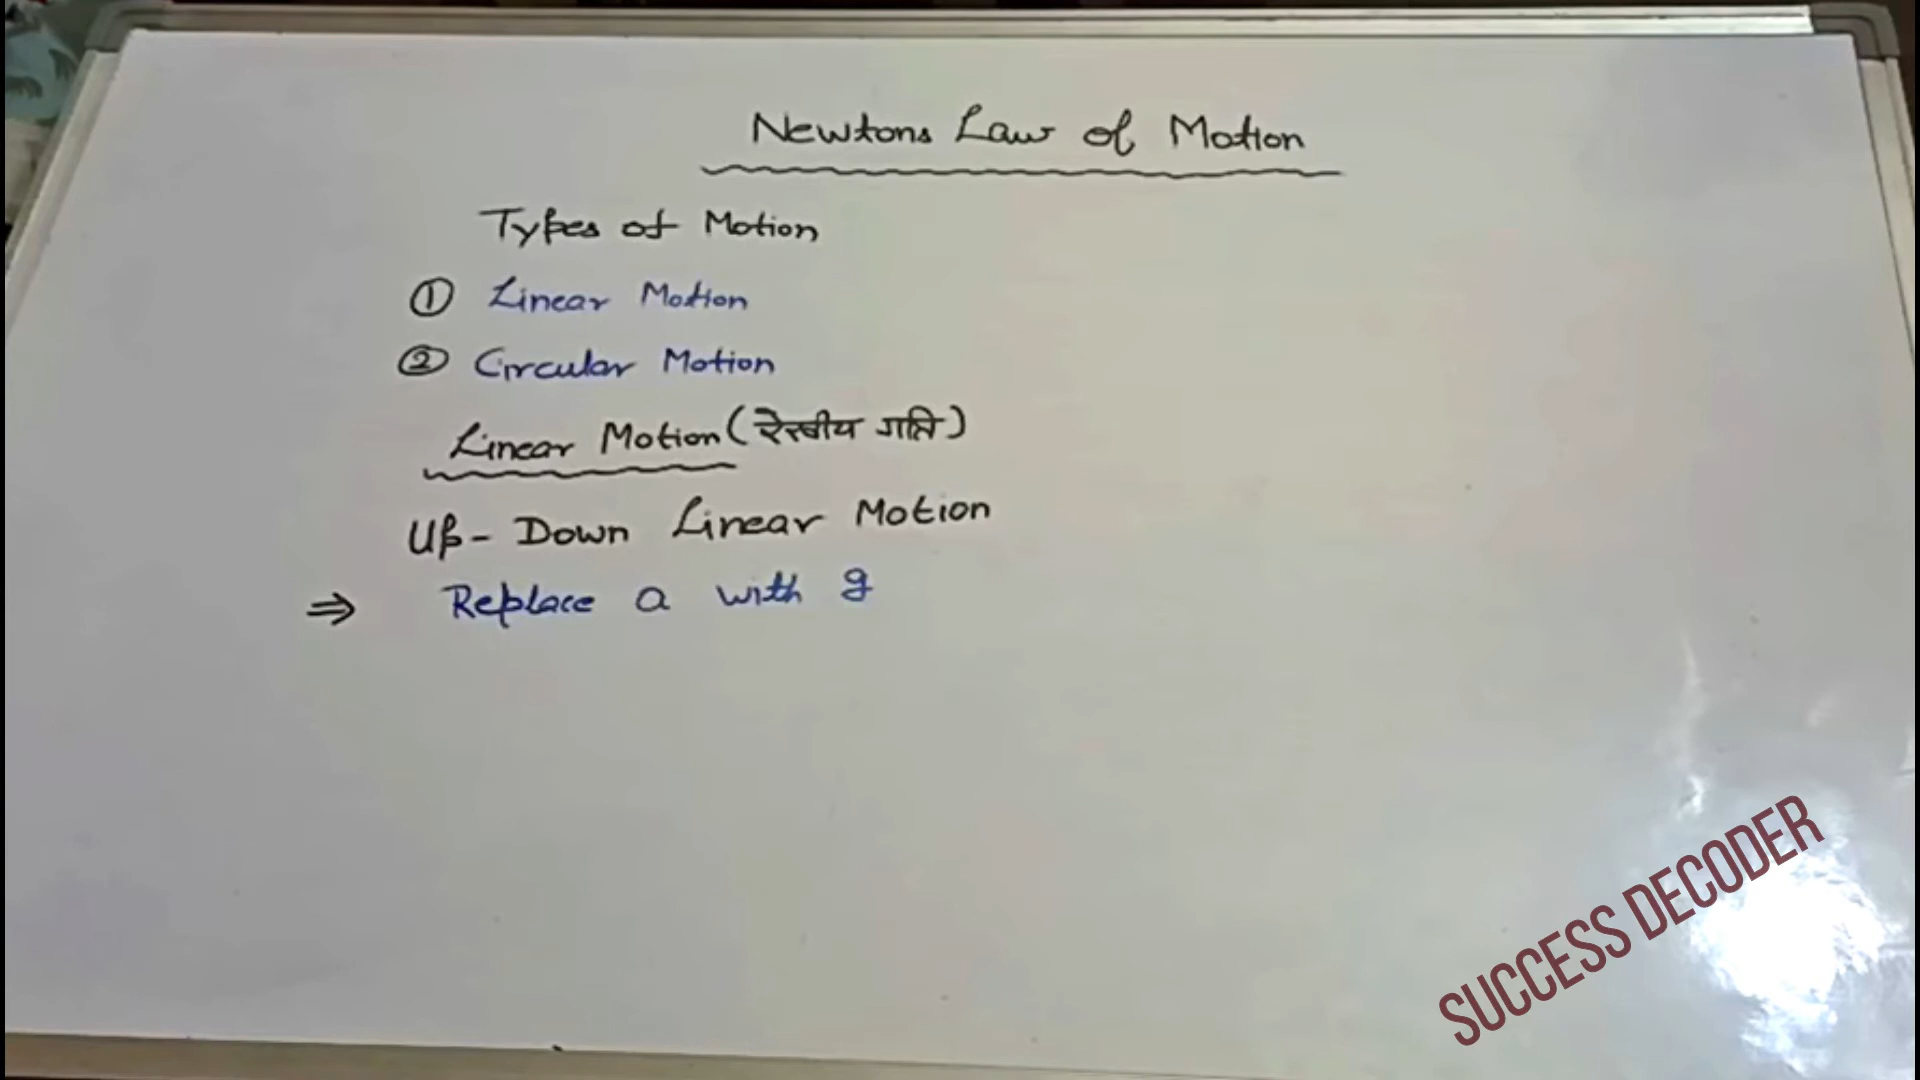 Newtons Law of Motion
Types of Motion
① Linear Motion
② Circular Motion
Linear Motion (रेखीय गति)
Up - Down Linear Motion
⇒ Replace a with g
SUCCESS DECODER